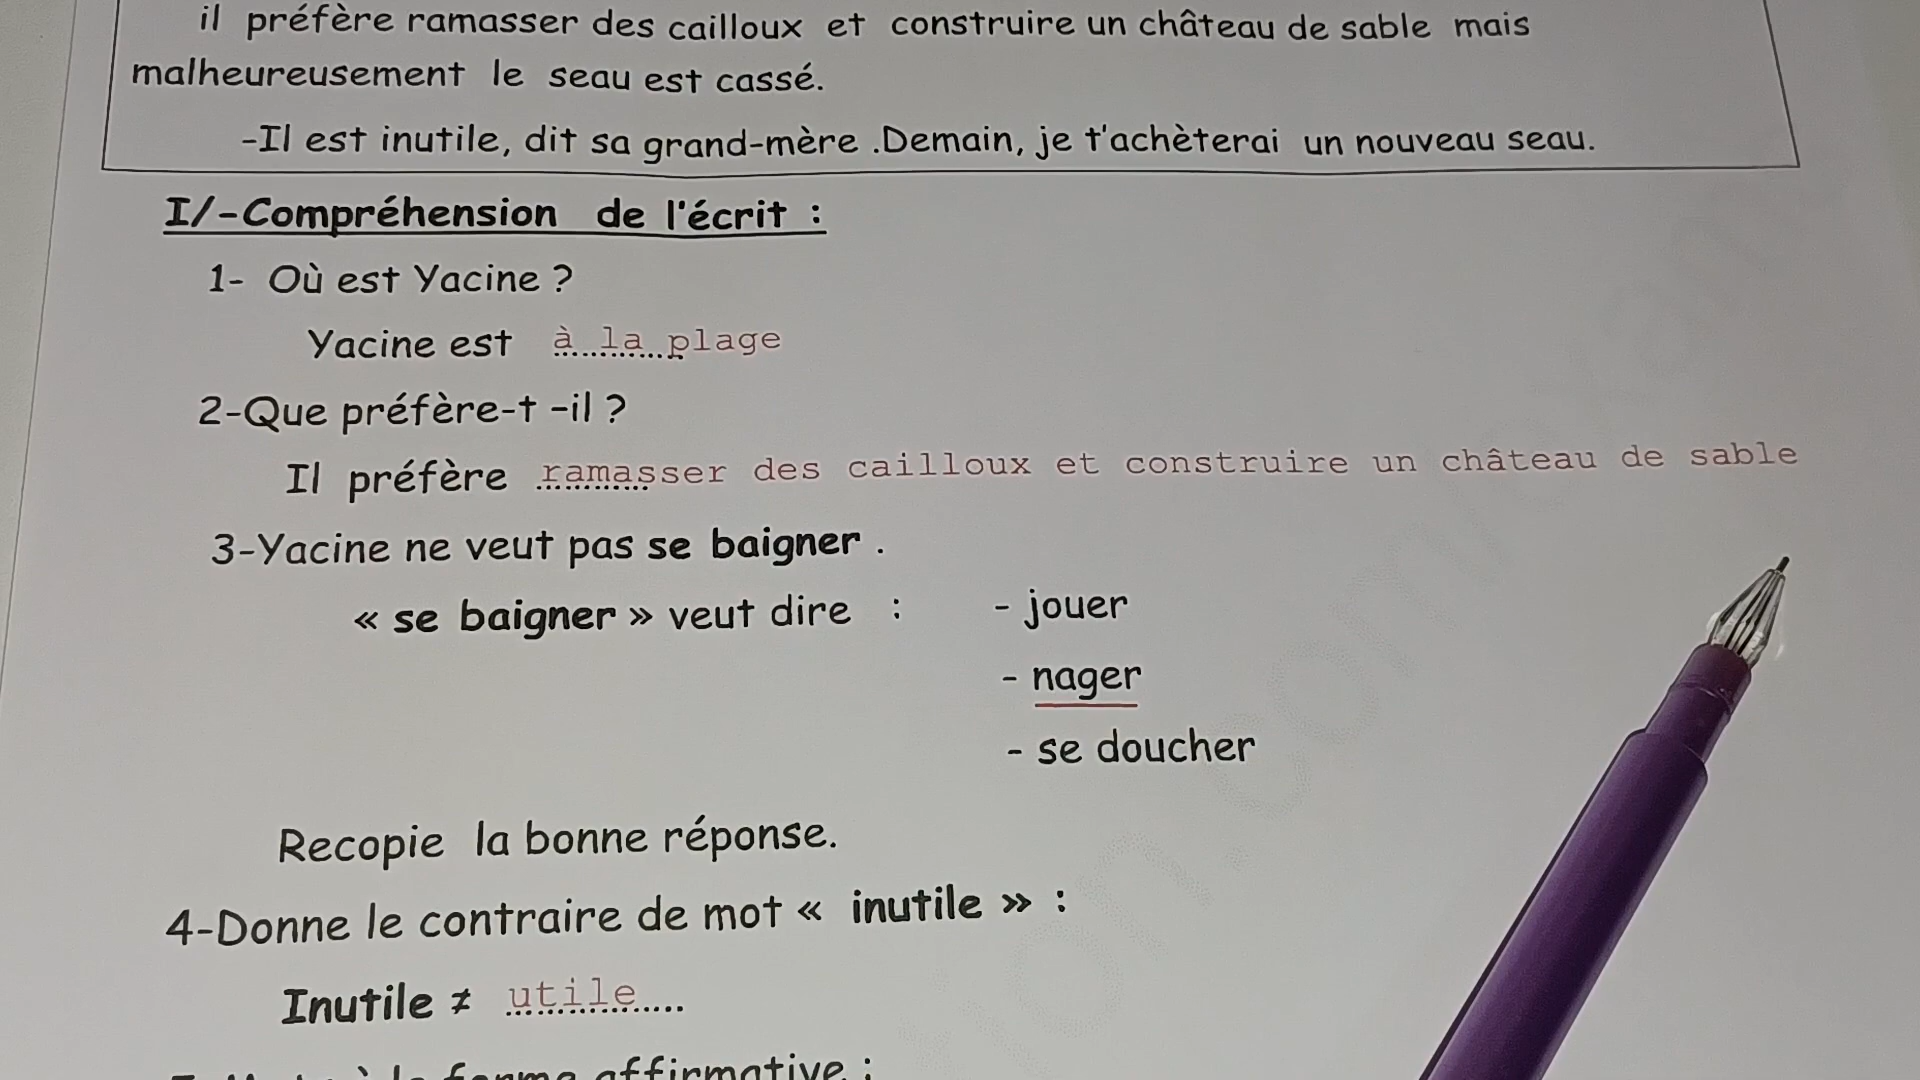 il préfère ramasser des cailloux et construire un château de sable mais
malheureusement le seau est cassé.
-Il est inutile, dit sa grand-mère .Demain, je t'achèterai un nouveau seau.
I/-Compréhension de l'écrit :
1- Où est Yacine ?
Yacine est à la plage
2-Que préfère-t -il ?
Il préfère ramasser des cailloux et construire un château de sable
3-Yacine ne veut pas se baigner .
« se baigner » veut dire : - jouer
- nager
- se doucher
Recopie la bonne réponse.
4-Donne le contraire de mot « inutile » :
Inutile ≠ utile........
à la forme affirmative :